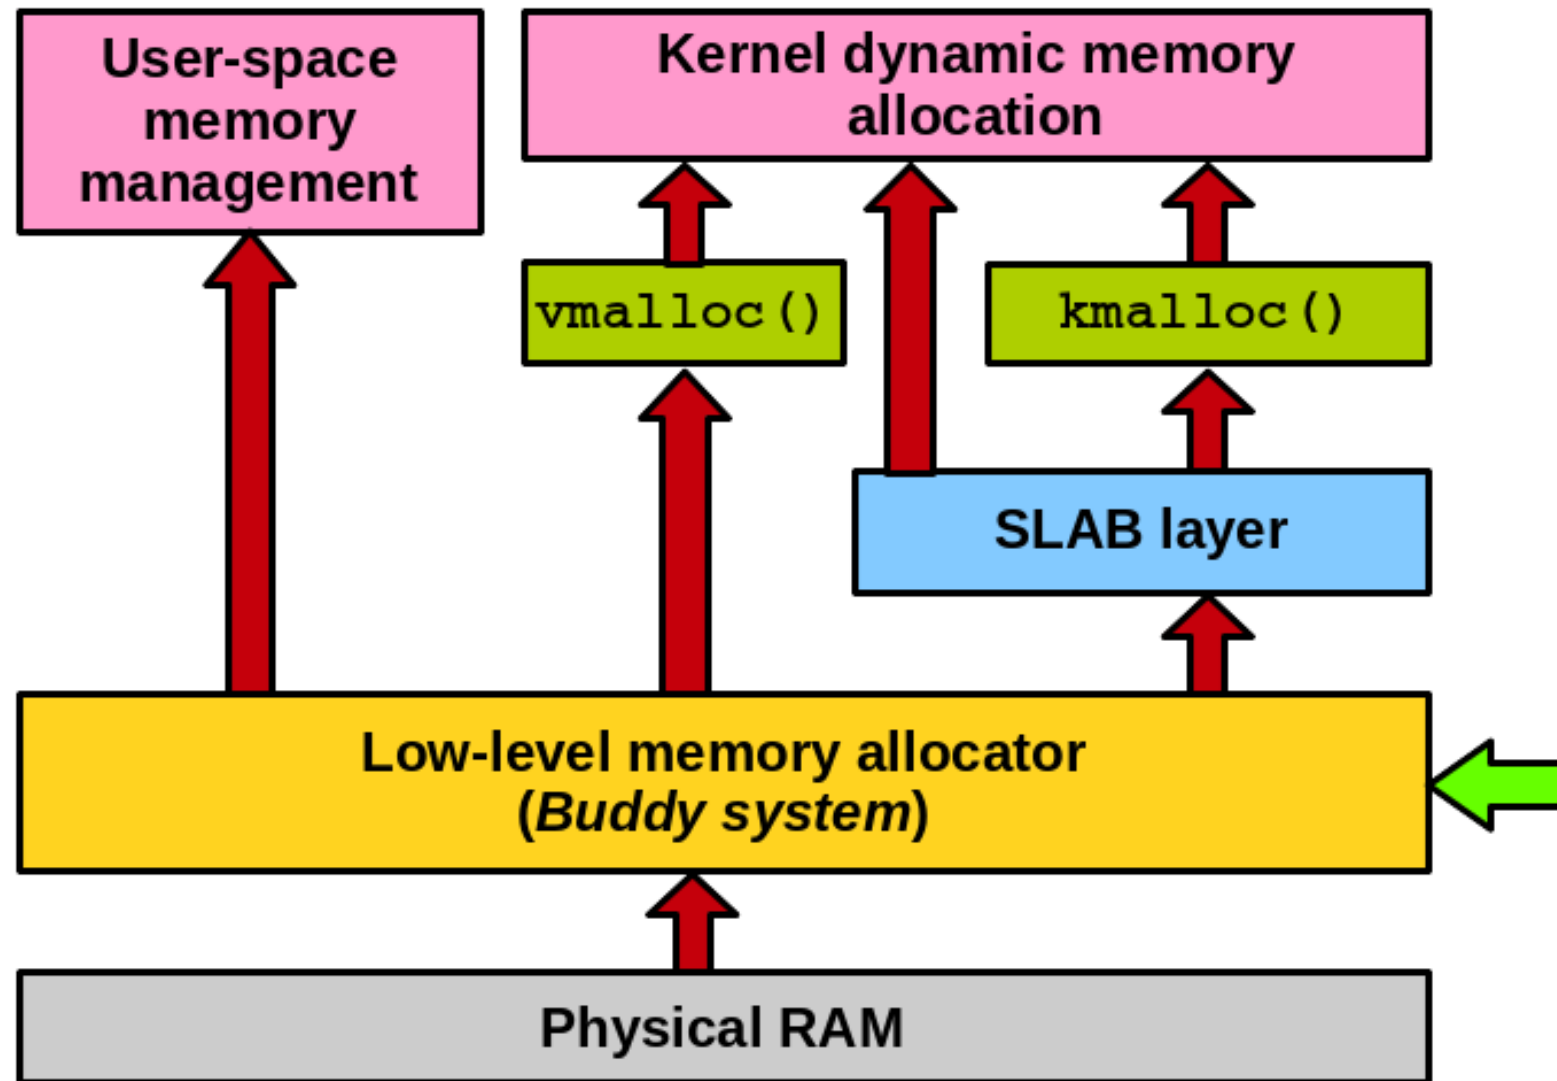 User-space
memory
management
Kernel dynamic memory
allocation
vmalloc()
kmalloc()
SLAB layer
Low-level memory allocator
(Buddy system)
Physical RAM